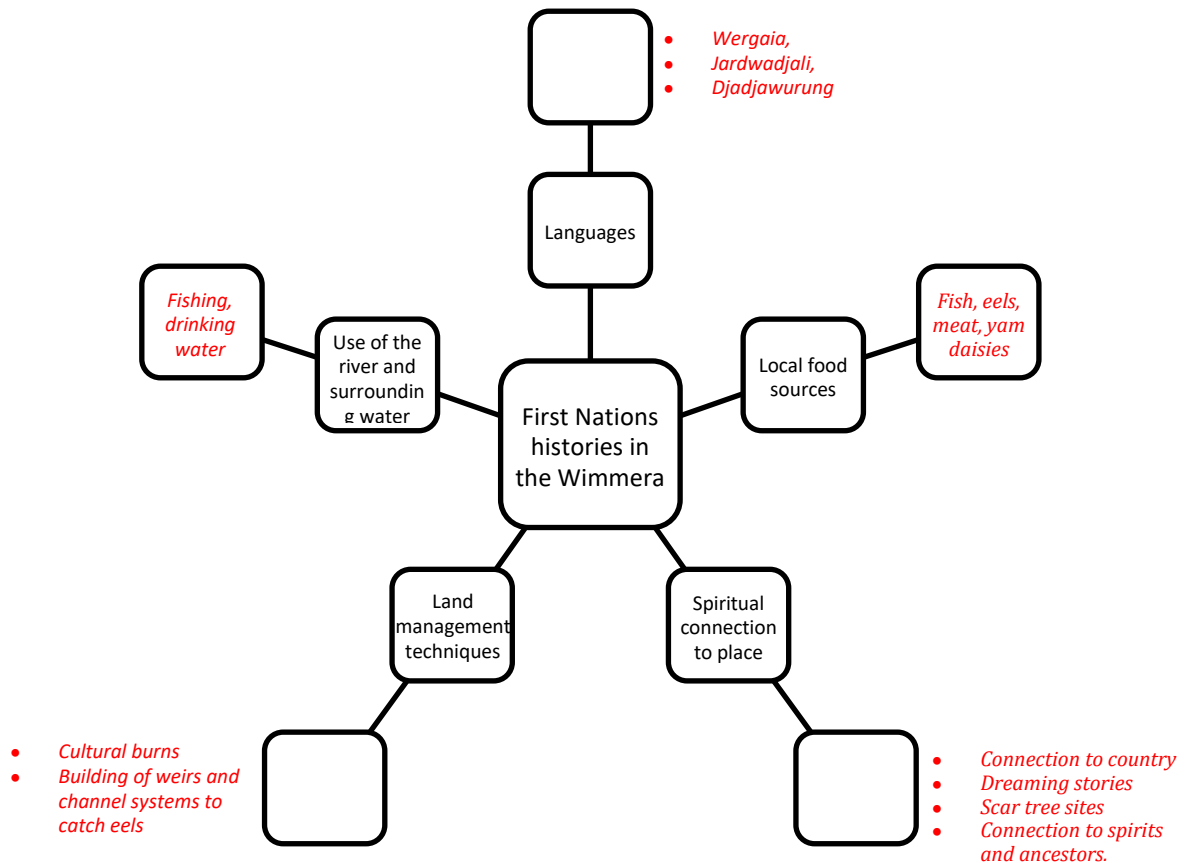 • Wergaia,
• Jardwadjali,
• Djadjawurung
Languages
Fishing,
drinking
water
Use of the
river and
surroundin
g water
Fish, eels,
meat, yam
daisies
Local food
sources
First Nations
histories in
the Wimmera
Land
management
techniques
Spiritual
connection
to place
• Cultural burns
• Building of weirs and
channel systems to
catch eels
• Connection to country
• Dreaming stories
• Scar tree sites
• Connection to spirits
and ancestors.